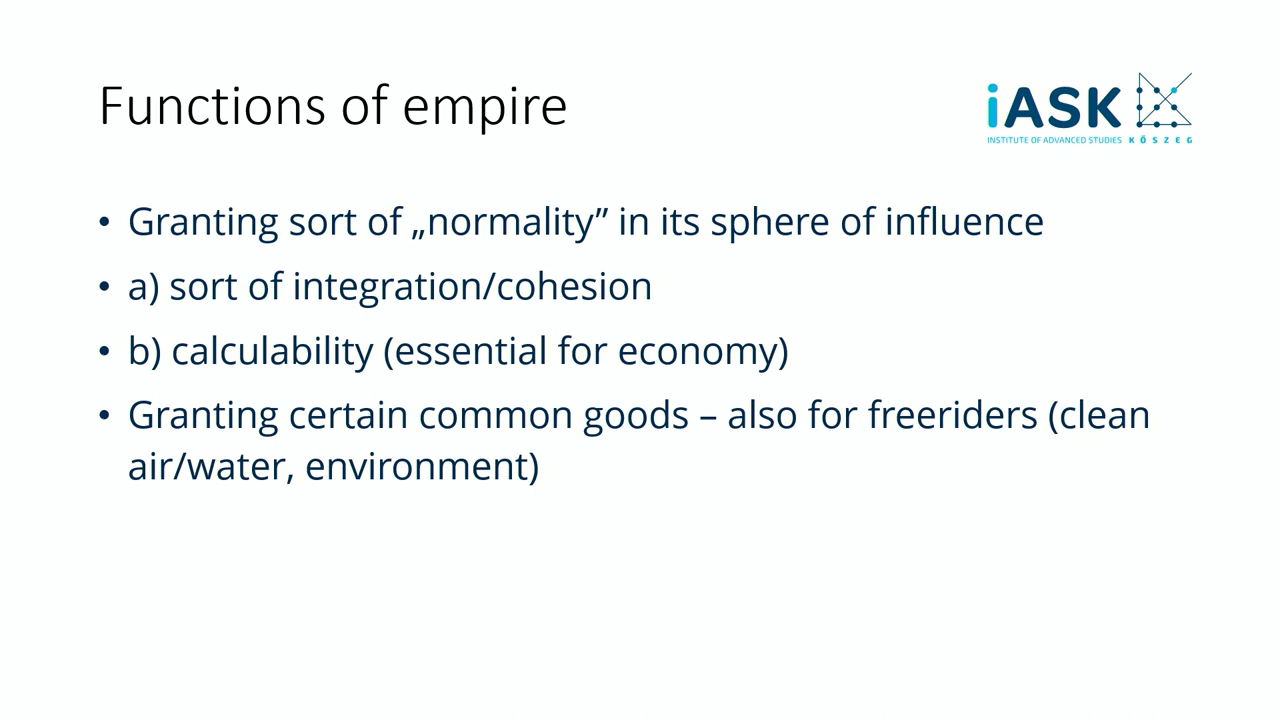 Functions of empire
iASK
INSTITUTE OF ADVANCED STUDIES KŐSZEG
• Granting sort of „normality” in its sphere of influence
• a) sort of integration/cohesion
• b) calculability (essential for economy)
• Granting certain common goods – also for freeriders (clean
air/water, environment)